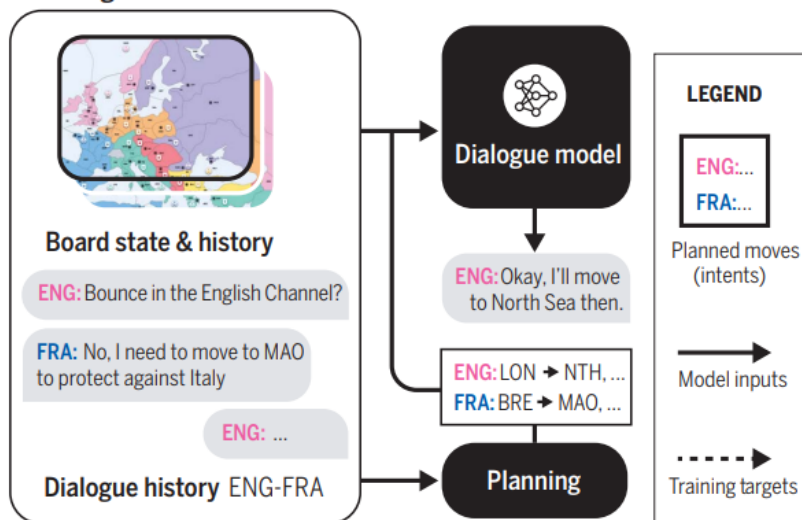 Board state & history
ENG: Bounce in the English Channel?
FRA: No, I need to move to MAO
to protect against Italy
ENG: ...
Dialogue history ENG-FRA
Dialogue model
ENG: Okay, I'll move
to North Sea then.
ENG: LON → NTH, ...
FRA: BRE → MAO, ...
Planning
LEGEND
ENG:...
FRA:...
Planned moves
(intents)
Model inputs
Training targets